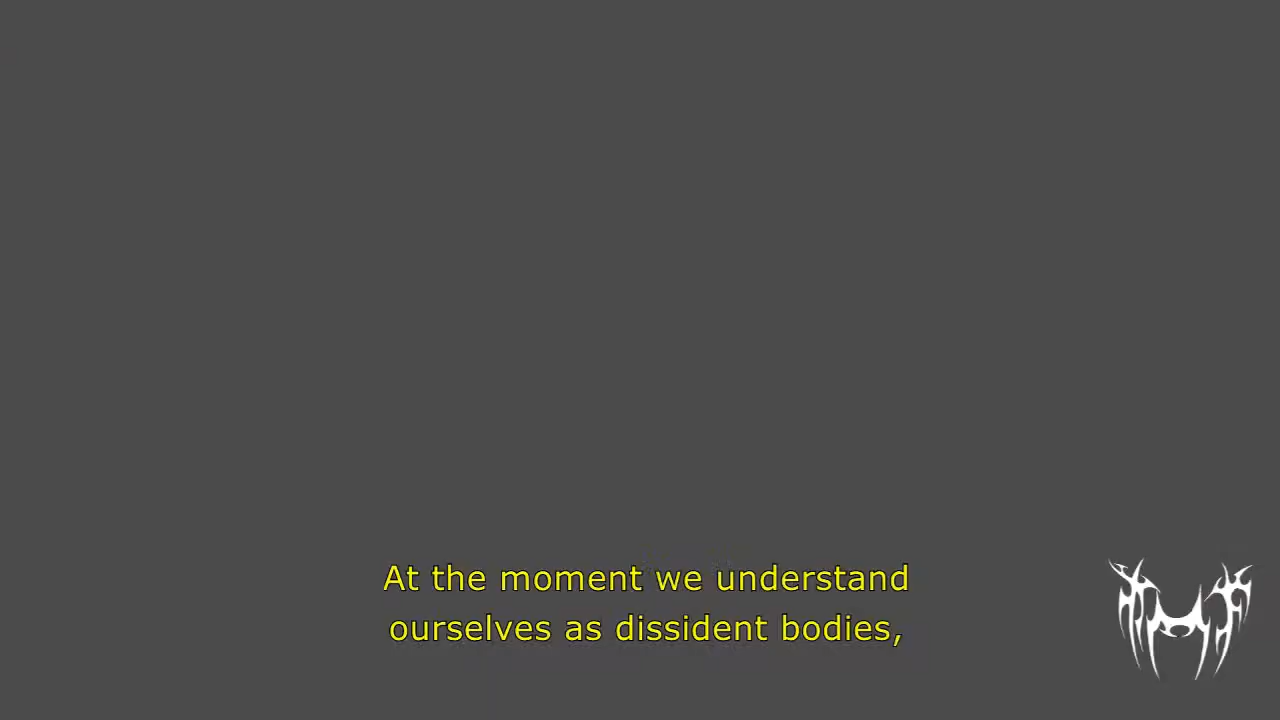 At the moment we understand
ourselves as dissident bodies,